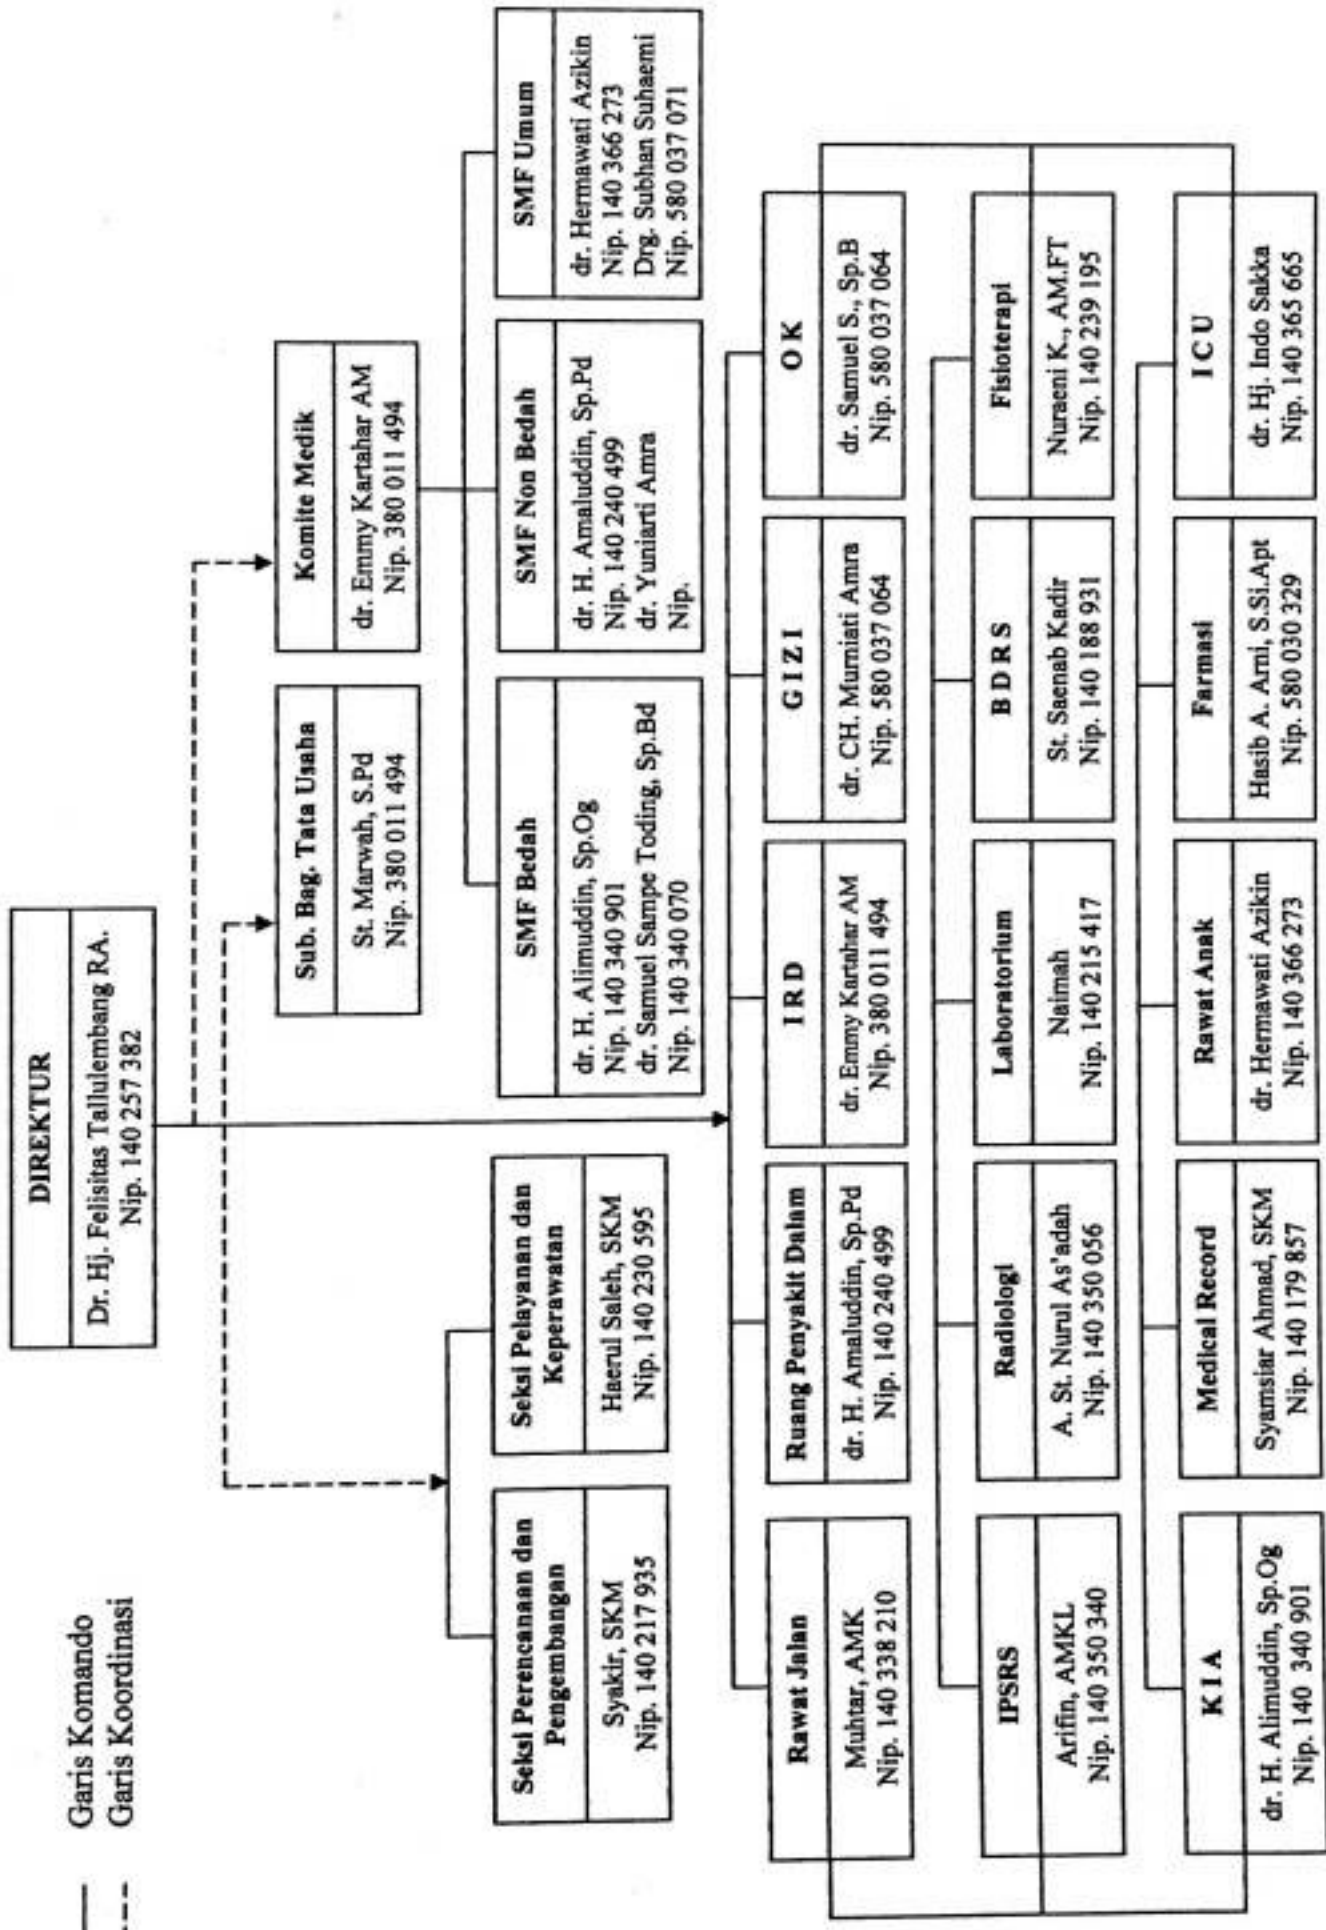 Garis Komando
Garis Koordinasi
DIREKTUR
Dr. Hj. Felisitas Tallulembang RA.
Nip. 140 257 382
Sub. Bag. Tata Usaha
St. Marwah, S.Pd
Nip. 380 011 494
Komite Medik
dr. Emmy Kartahar AM
Nip. 380 011 494
Seksi Perencanaan dan
Pengembangan
Syakir, SKM
Nip. 140 217 935
Seksi Pelayanan dan
Keperawatan
Haerul Saleh, SKM
Nip. 140 230 595
SMF Bedah
dr. H. Alimuddin, Sp.Og
Nip. 140 340 901
dr. Samuel Sampe Toding, Sp.Bd
Nip. 140 340 070
SMF Non Bedah
dr. H. Amaluddin, Sp.Pd
Nip. 140 240 499
dr. Yuniarti Amra
Nip.
SMF Umum
dr. Hermawati Azikin
Nip. 140 366 273
Drg. Subhan Suhaemi
Nip. 580 037 071
Rawat Jalan
Muhtar, AMK
Nip. 140 338 210
Ruang Penyakit Dalam
dr. H. Amaluddin, Sp.Pd
Nip. 140 240 499
I R D
dr. Emmy Kartahar AM
Nip. 380 011 494
G I Z I
dr. CH. Murniati Amra
Nip. 580 037 064
O K
dr. Samuel S., Sp.B
Nip. 580 037 064
IPSRS
Arifin, AMKL
Nip. 140 350 340
Radiologi
A. St. Nurul As'adah
Nip. 140 350 056
Laboratorium
Naimah
Nip. 140 215 417
B D R S
St. Saenab Kadir
Nip. 140 188 931
Fisioterapi
Nuraeni K., AM.FT
Nip. 140 239 195
K I A
dr. H. Alimuddin, Sp.Og
Nip. 140 340 901
Medical Record
Syamsiar Ahmad, SKM
Nip. 140 179 857
Rawat Anak
dr. Hermawati Azikin
Nip. 140 366 273
Farmasi
Hasib A. Arni, S.Si.Apt
Nip. 580 030 329
I C U
dr. Hj. Indo Sakka
Nip. 140 365 665